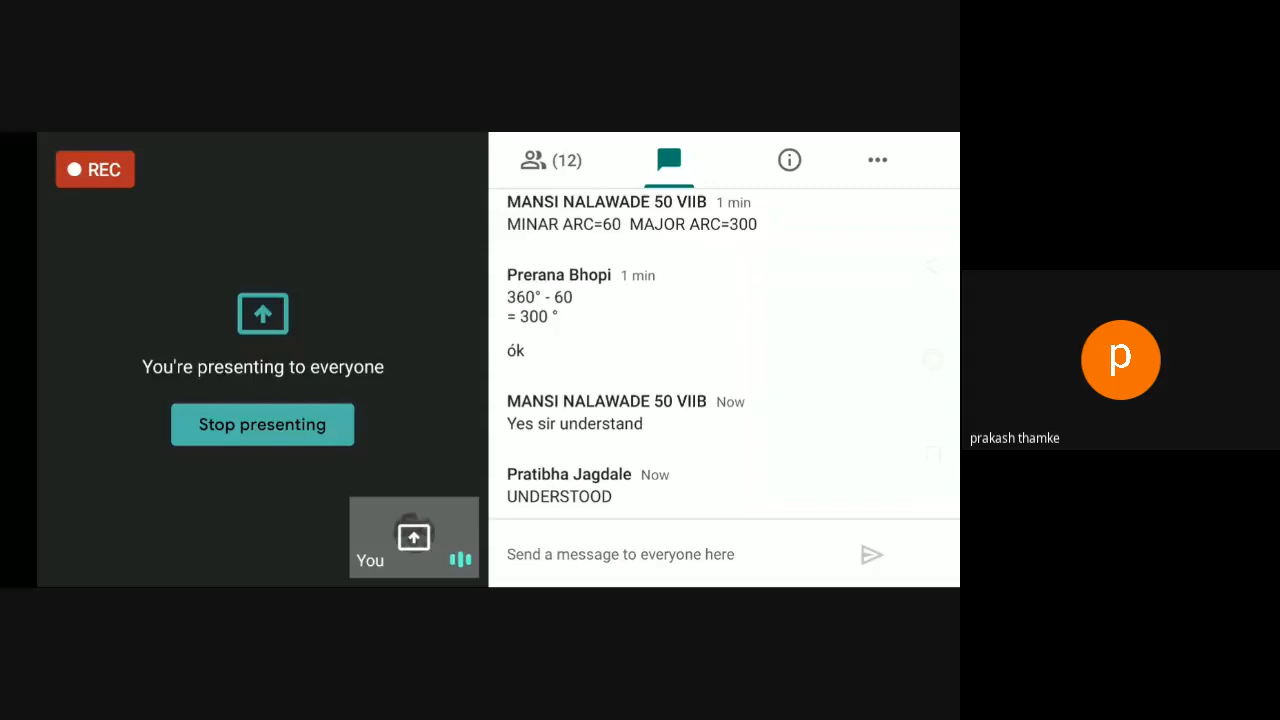 REC
(12)
MANSI NALAWADE 50 VIIB 1 min
MINAR ARC=60 MAJOR ARC=300
Prerana Bhopi 1 min
360° - 60
= 300 °
ók
MANSI NALAWADE 50 VIIB Now
Yes sir understand
Pratibha Jagdale Now
UNDERSTOOD
Send a message to everyone here
You're presenting to everyone
Stop presenting
You
p
prakash thamke